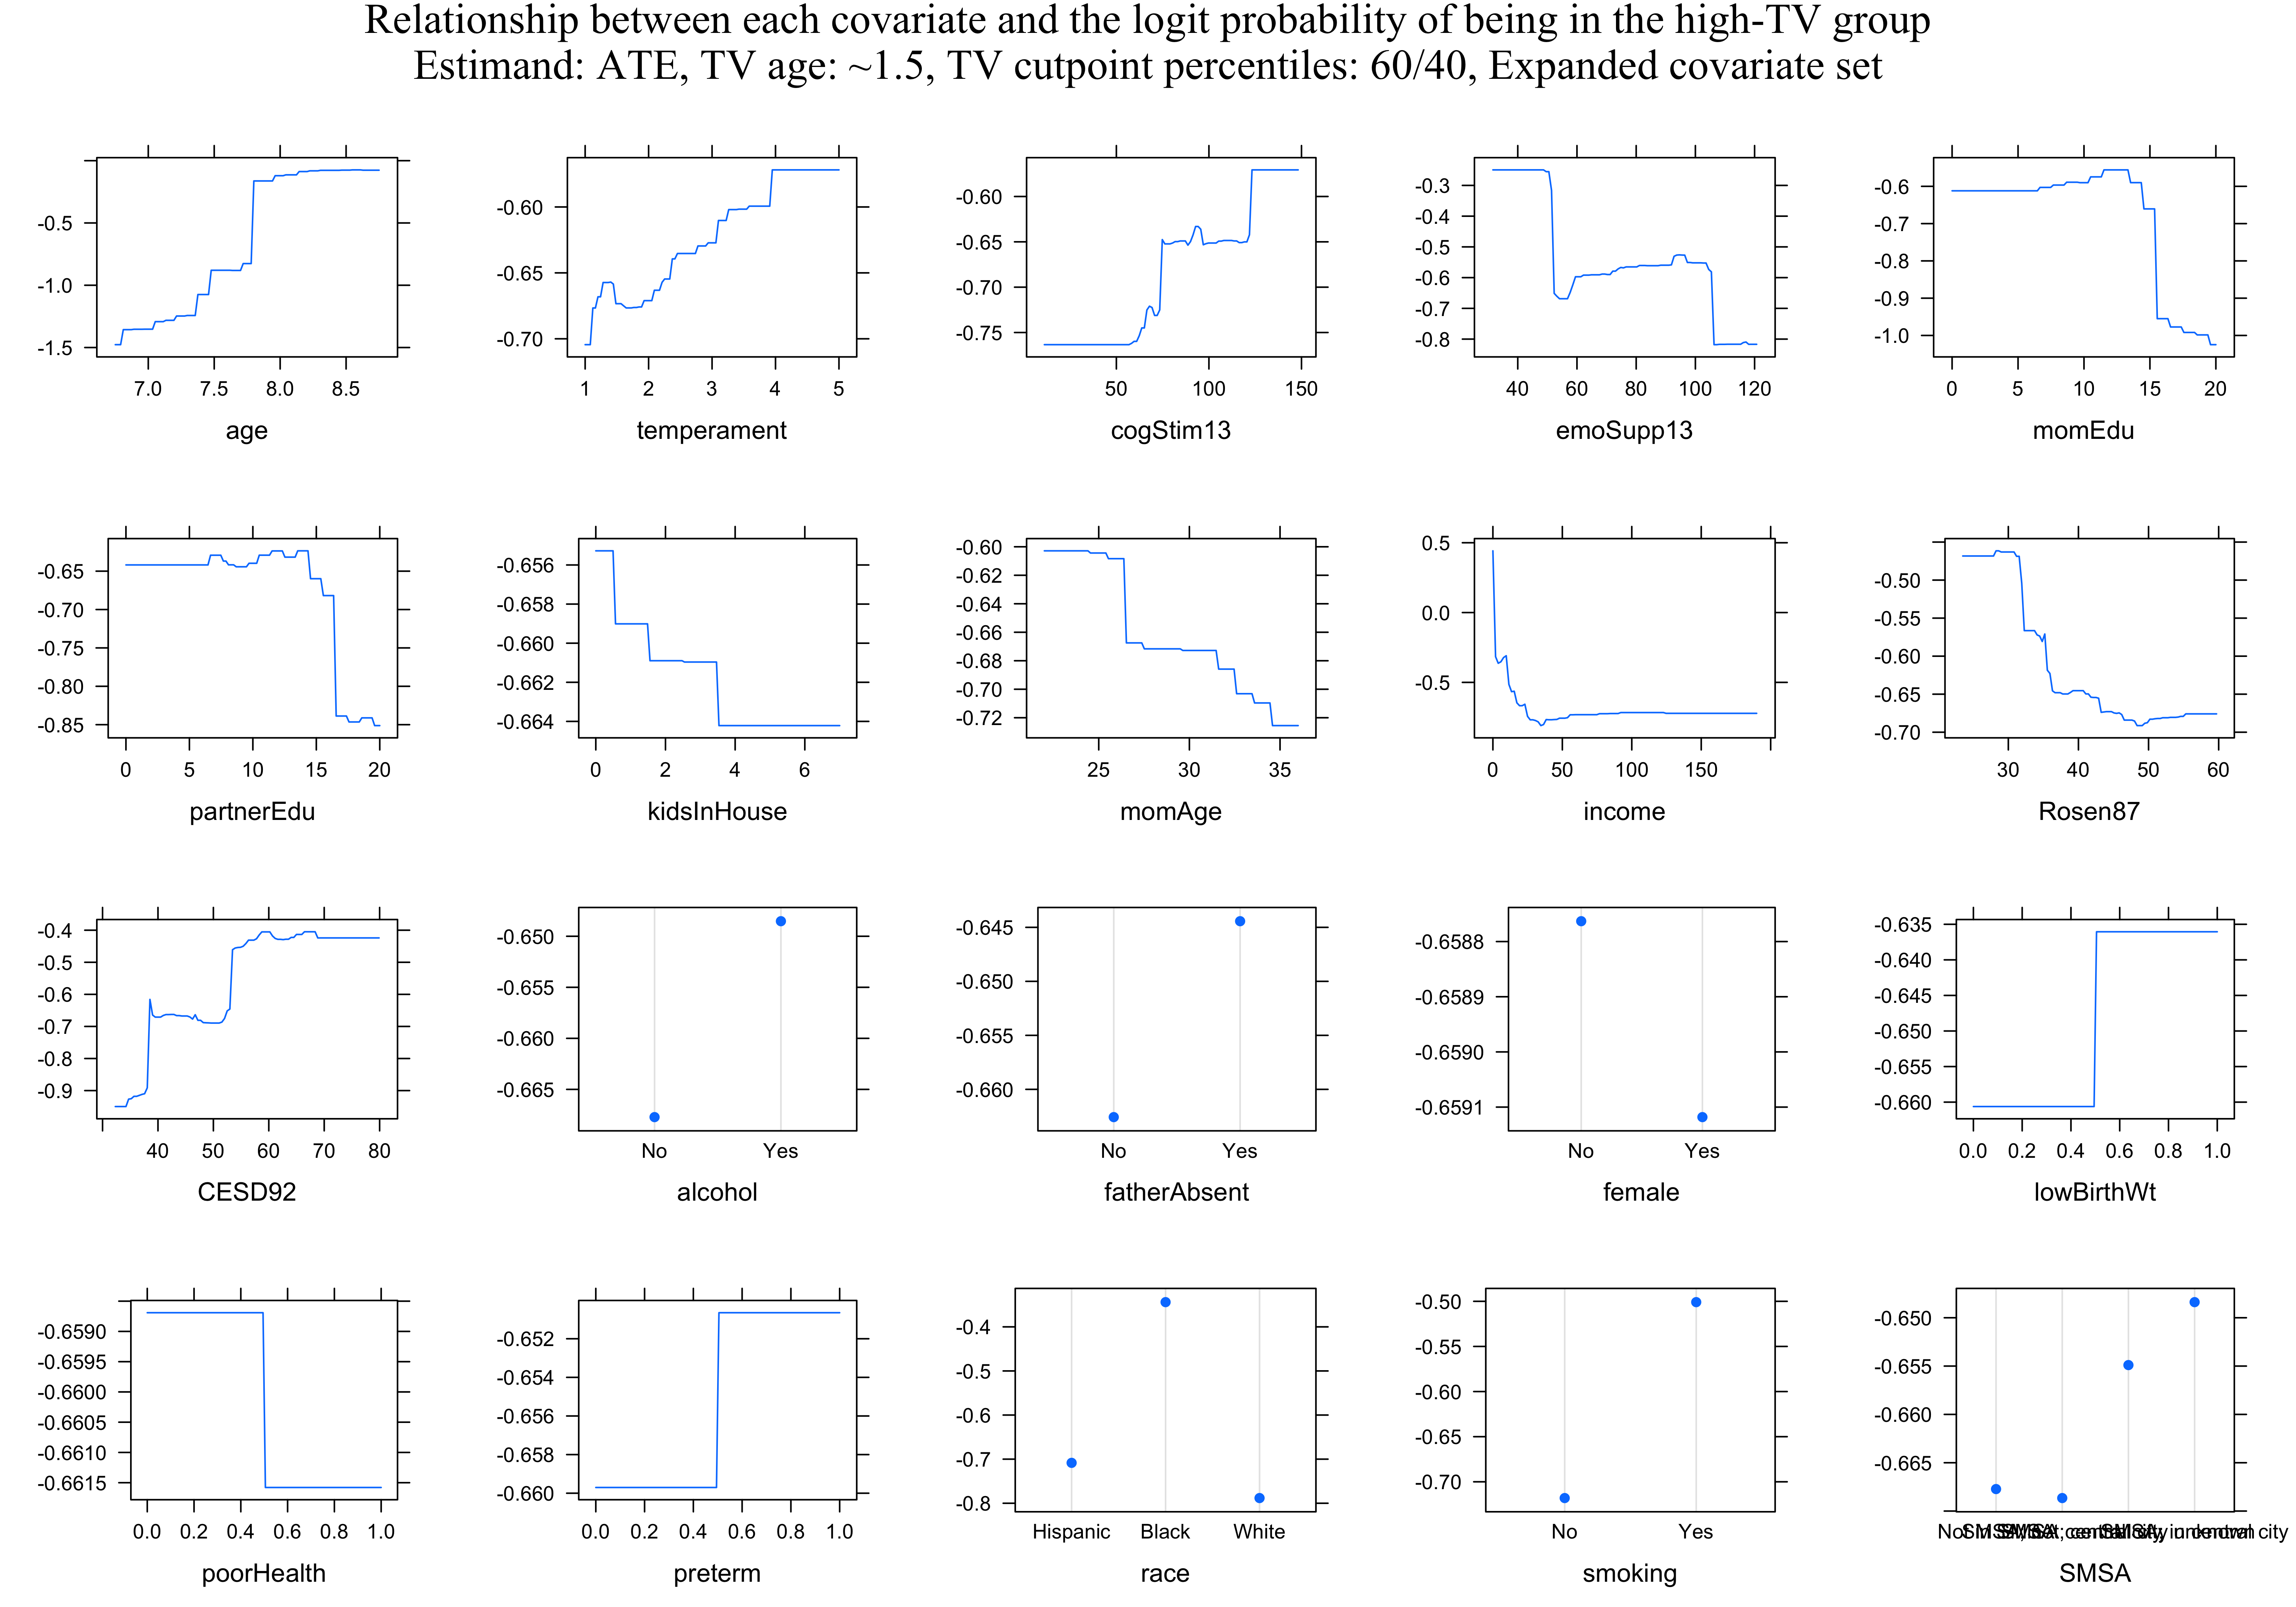 Relationship between each covariate and the logit probability of being in the high-TV group
Estimand: ATE, TV age: ~1.5, TV cutpoint percentiles: 60/40, Expanded covariate set
-0.5
-1.0
-1.5
7.0 7.5 8.0 8.5
age
-0.60
-0.65
-0.70
1 2 3 4 5
temperament
-0.60
-0.65
-0.70
-0.75
50 100 150
cogStim13
-0.3
-0.4
-0.5
-0.6
-0.7
-0.8
40 60 80 100 120
emoSupp13
-0.6
-0.7
-0.8
-0.9
-1.0
0 5 10 15 20
momEdu
-0.65
-0.70
-0.75
-0.80
-0.85
0 5 10 15 20
partnerEdu
-0.656
-0.658
-0.660
-0.662
-0.664
0 2 4 6
kidsInHouse
-0.60
-0.62
-0.64
-0.66
-0.68
-0.70
-0.72
25 30 35
momAge
0.5
0.0
-0.5
0 50 100 150
income
-0.50
-0.55
-0.60
-0.65
-0.70
30 40 50 60
Rosen87
-0.4
-0.5
-0.6
-0.7
-0.8
-0.9
40 50 60 70 80
CESD92
-0.650
-0.655
-0.660
-0.665
No Yes
alcohol
-0.645
-0.650
-0.655
-0.660
No Yes
fatherAbsent
-0.6588
-0.6589
-0.6590
-0.6591
No Yes
female
-0.635
-0.640
-0.645
-0.650
-0.655
-0.660
0.0 0.2 0.4 0.6 0.8 1.0
lowBirthWt
-0.6590
-0.6595
-0.6600
-0.6605
-0.6610
-0.6615
0.0 0.2 0.4 0.6 0.8 1.0
poorHealth
-0.652
-0.654
-0.656
-0.658
-0.660
0.0 0.2 0.4 0.6 0.8 1.0
preterm
-0.4
-0.5
-0.6
-0.7
-0.8
Hispanic Black White
race
-0.50
-0.55
-0.60
-0.65
-0.70
No Yes
smoking
-0.650
-0.655
-0.660
-0.665
city
SMSA